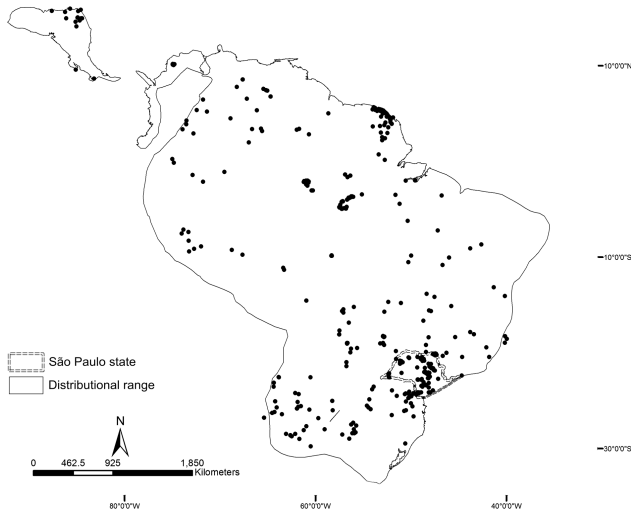 10°0'0"N
10°0'0"S
São Paulo state
Distributional range
N
0 462.5 925 1,850
Kilometers
30°0'0"S
80°0'0"W 60°0'0"W 40°0'0"W